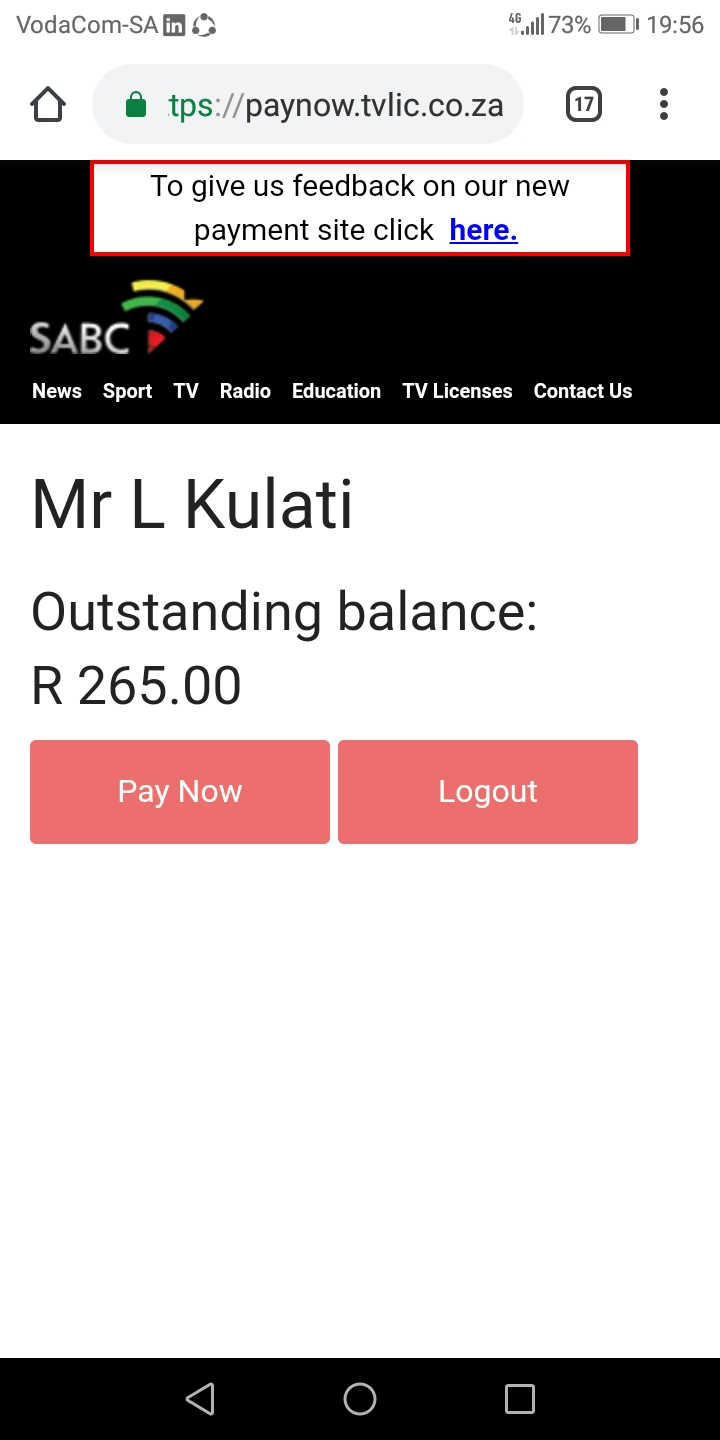 VodaCom-SA in 4G 73% 19:56
tps://paynow.tvlic.co.za 17
To give us feedback on our new
payment site click here.
SABC
News Sport TV Radio Education TV Licenses Contact Us
Mr L Kulati
Outstanding balance:
R 265.00
Pay Now Logout